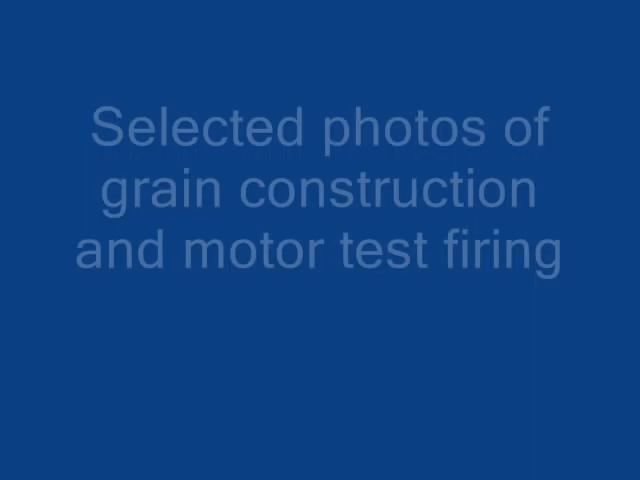 Selected photos of
grain construction
and motor test firing